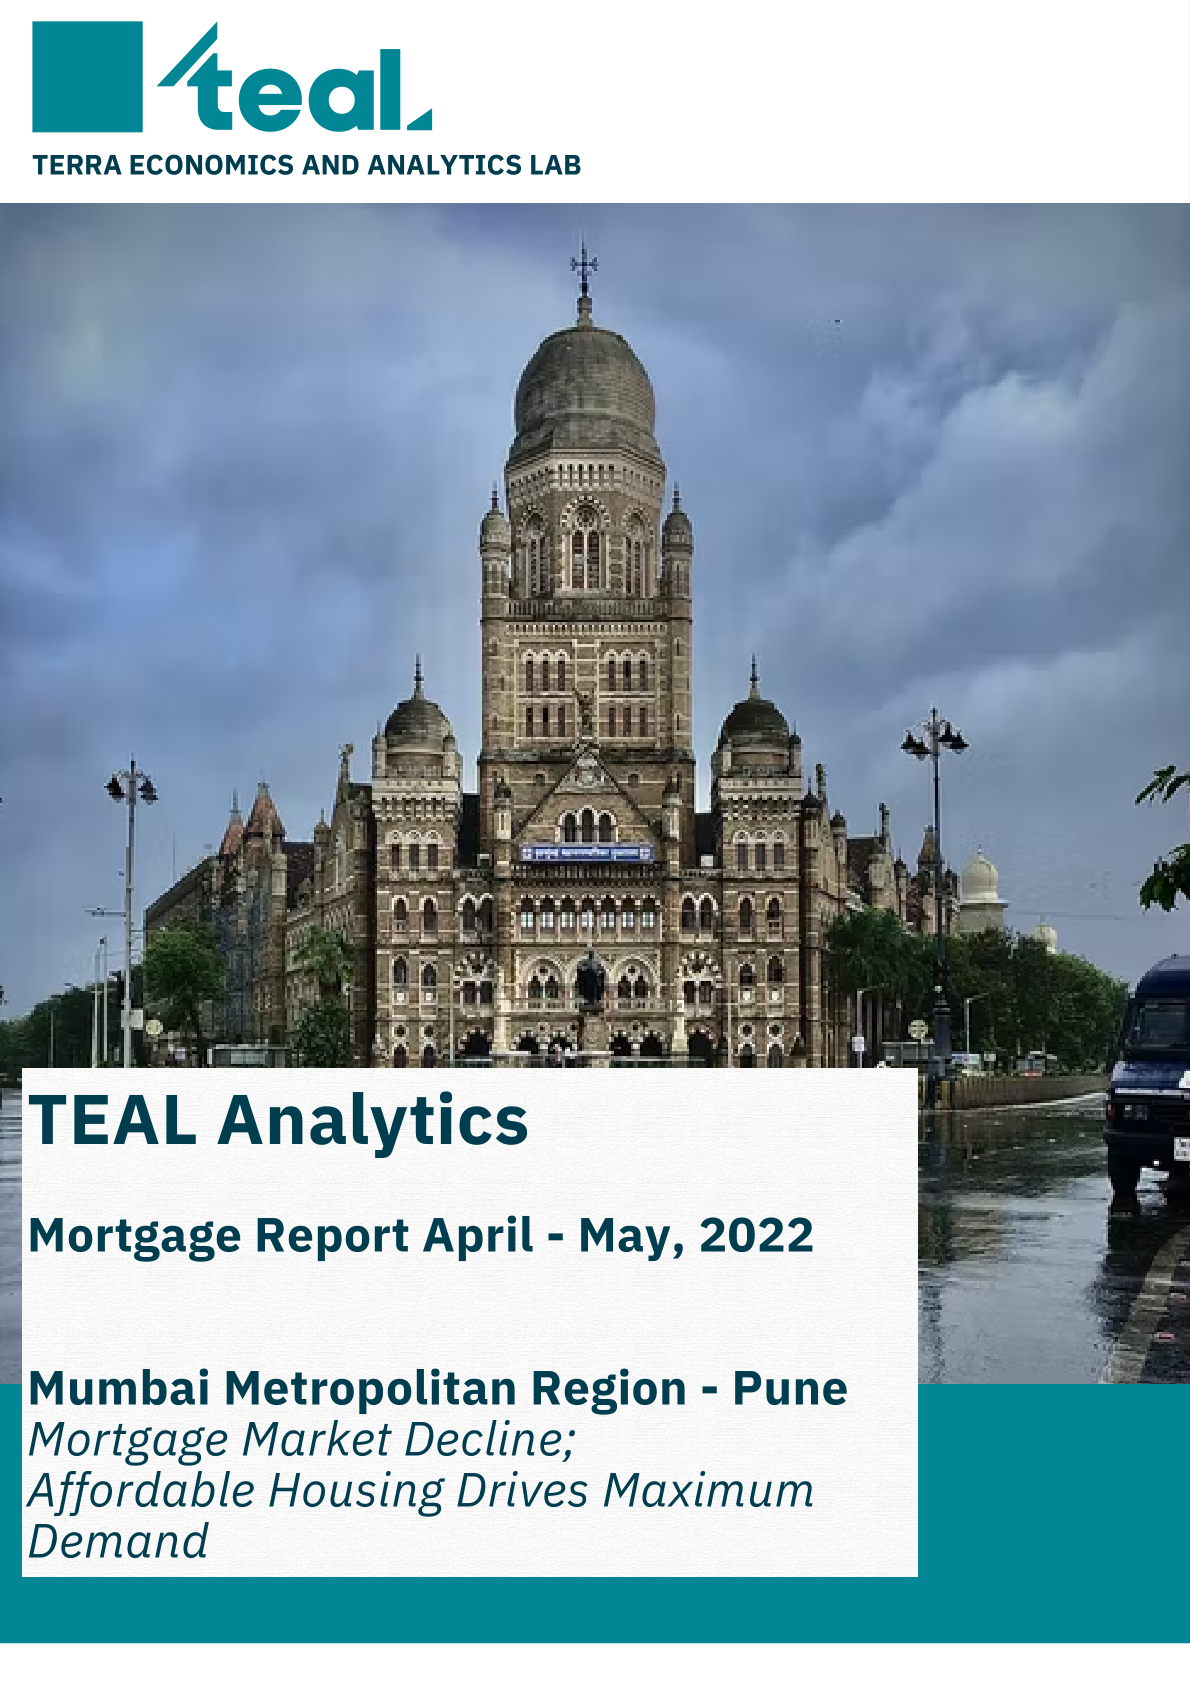 teal
TERRA ECONOMICS AND ANALYTICS LAB
TEAL Analytics
Mortgage Report April - May, 2022
Mumbai Metropolitan Region - Pune
Mortgage Market Decline;
Affordable Housing Drives Maximum
Demand